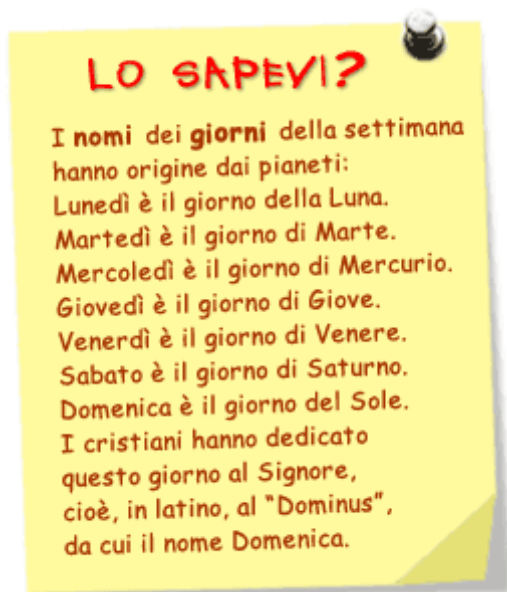 LO SAPEVI?
I nomi dei giorni della settimana
hanno origine dai pianeti:
Lunedì è il giorno della Luna.
Martedì è il giorno di Marte.
Mercoledì è il giorno di Mercurio.
Giovedì è il giorno di Giove.
Venerdì è il giorno di Venere.
Sabato è il giorno di Saturno.
Domenica è il giorno del Sole.
I cristiani hanno dedicato
questo giorno al Signore,
cioè, in latino, al "Dominus",
da cui il nome Domenica.